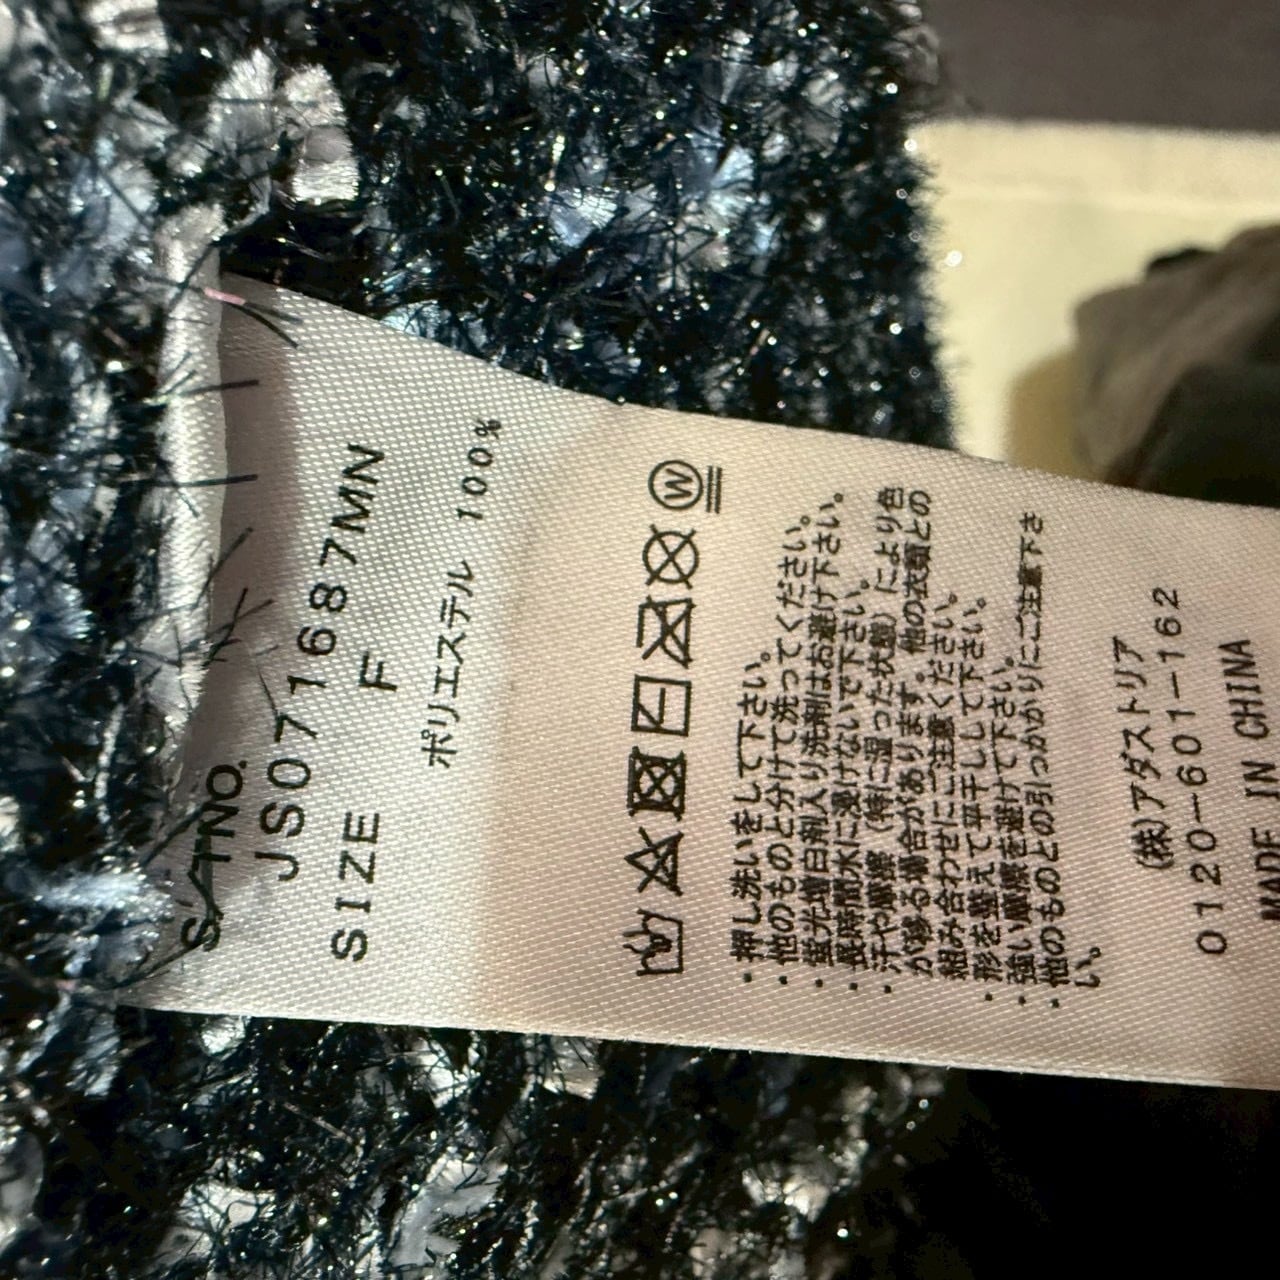 S/TNO.
JS071687MN
SIZE F
ポリエステル 100%
W
・押し洗いをして下さい。
・他のものと分けて洗ってください。
・蛍光増白剤入り洗剤はお避け下さい。
・長時間水に浸けないで下さい。
・汗や摩擦（特に湿った状態）により色
が移る場合があります。他の衣類との
組み合わせにご注意ください。
・形を整えて平干しして下さい。
・強い摩擦を避けて下さい。
・他のものとの引っかかりにご注意下さ
い。
(株)アダストリア
0120-601-162
MADE IN CHINA